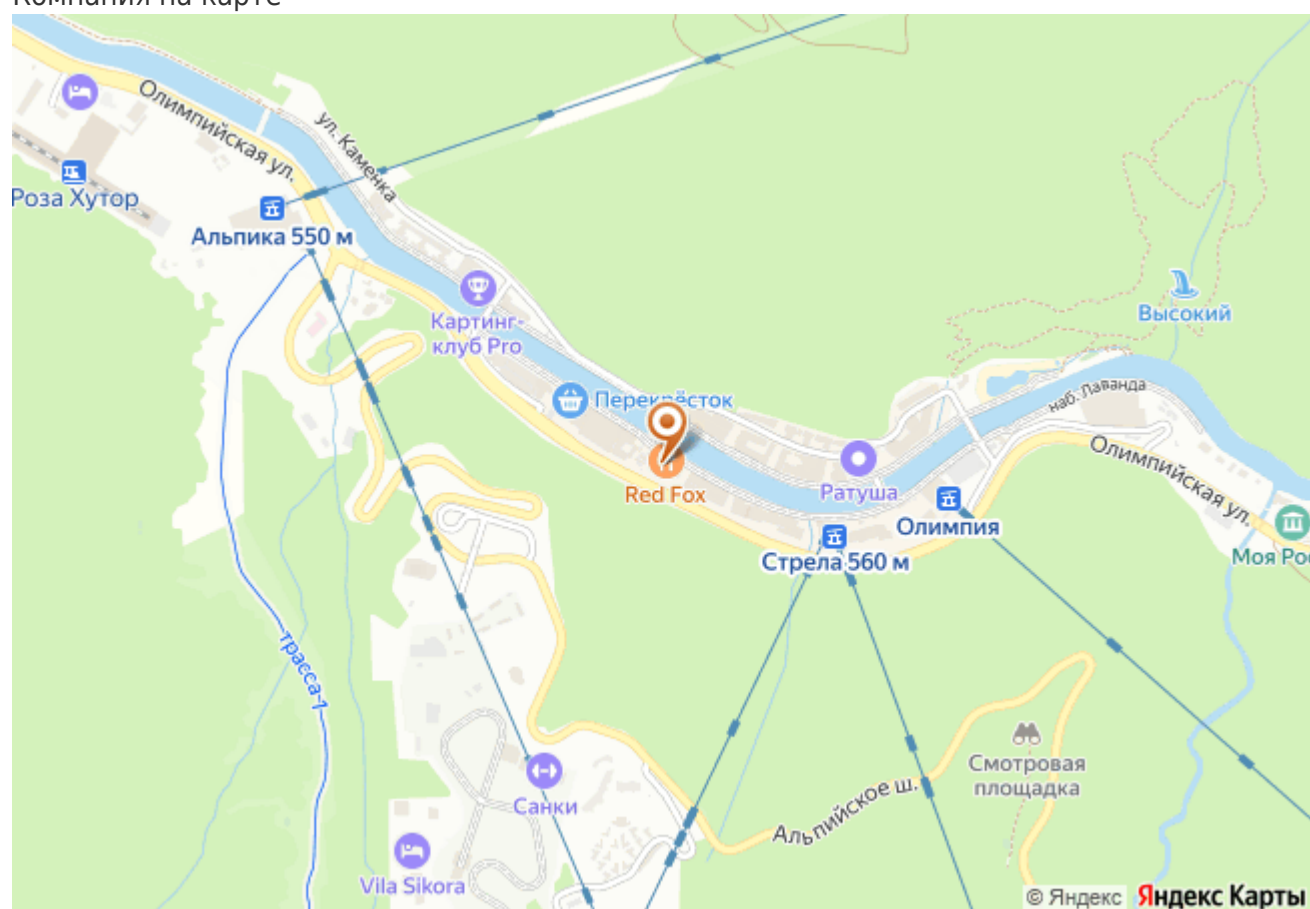 Компания на карте
Олимпийская ул.
ул. Каменка
Роза Хутор
Альпика 550 м
Высокий
Картинг-
клуб Pro
Перекрёсток
наб. Лаванда
Олимпийская ул.
Red Fox
Ратуша
Олимпия
Стрела 560 м
Моя Рос
трасса 1
Смотровая
площадка
Санки
Альпийское ш.
Vila Sikora
© Яндекс Яндекс Карты